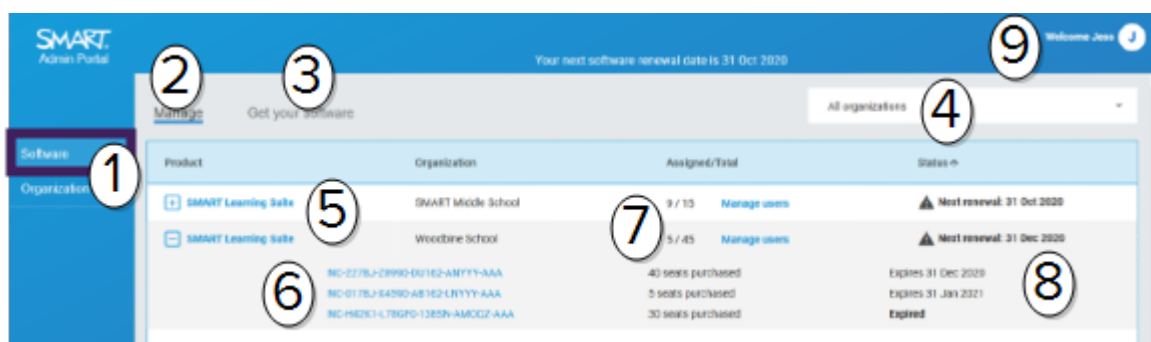 SMART
Admin Portal
Your next software renewal date is 31 Oct 2020
9
Welcome Jess J
2
3
Manage
Get your software
All organizations
4
Software
1
Organization
Product Organization Assigned/Total Status
SMART Learning Suite 5 SMART Middle School 9 / 15 Manage users Next renewal: 31 Oct 2020
SMART Learning Suite Woodbine School 7 5 / 45 Manage users Next renewal: 31 Dec 2020
40 seats purchased Expires 31 Dec 2020
6 5 seats purchased Expires 31 Jan 2021 8
30 seats purchased Expired